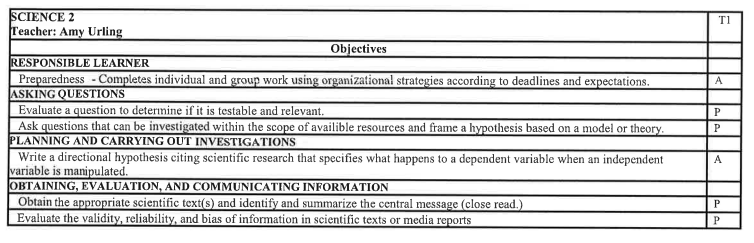 SCIENCE 2 T1
Teacher: Amy Urling
Objectives
RESPONSIBLE LEARNER
Preparedness - Completes individual and group work using organizational strategies according to deadlines and expectations. A
ASKING QUESTIONS
Evaluate a question to determine if it is testable and relevant. P
Ask questions that can be investigated within the scope of availible resources and frame a hypothesis based on a model or theory. P
PLANNING AND CARRYING OUT INVESTIGATIONS
Write a directional hypothesis citing scientific research that specifies what happens to a dependent variable when an independent A
variable is manipulated.
OBTAINING, EVALUATION, AND COMMUNICATING INFORMATION
Obtain the appropriate scientific text(s) and identify and summarize the central message (close read.) P
Evaluate the validity, reliability, and bias of information in scientific texts or media reports P